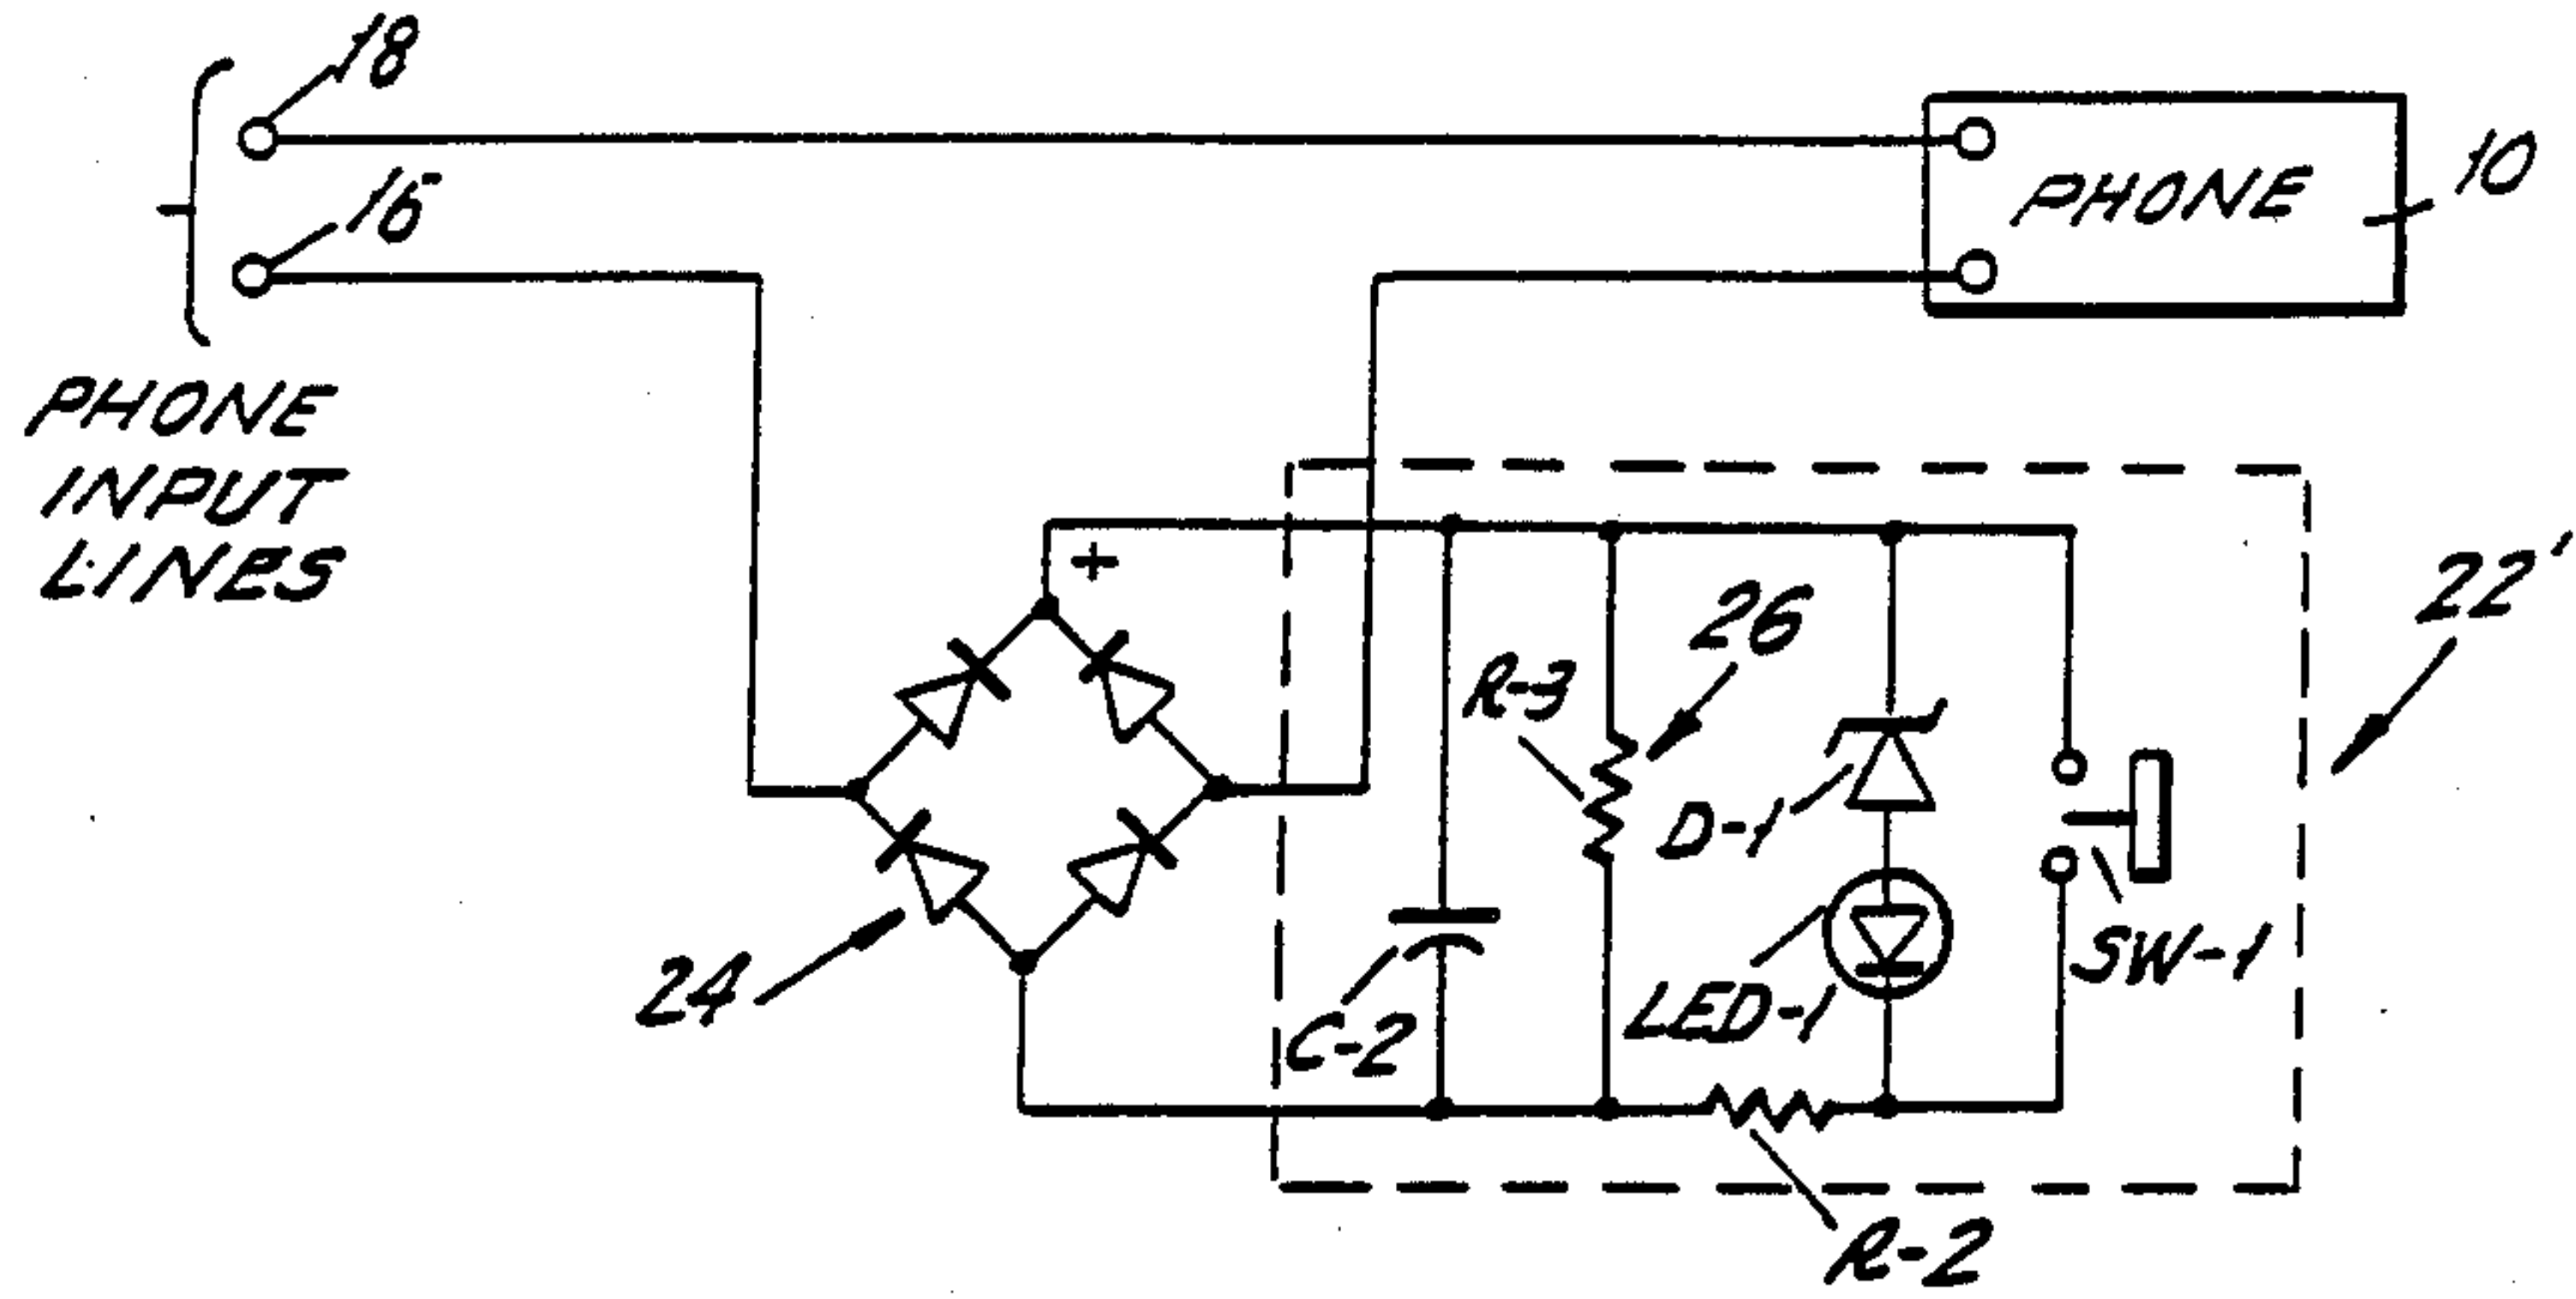 18
16
PHONE
10
PHONE
INPUT
LINES
+
22'
26
R-3
D-1
24
C-2
LED-1
SW-1
R-2